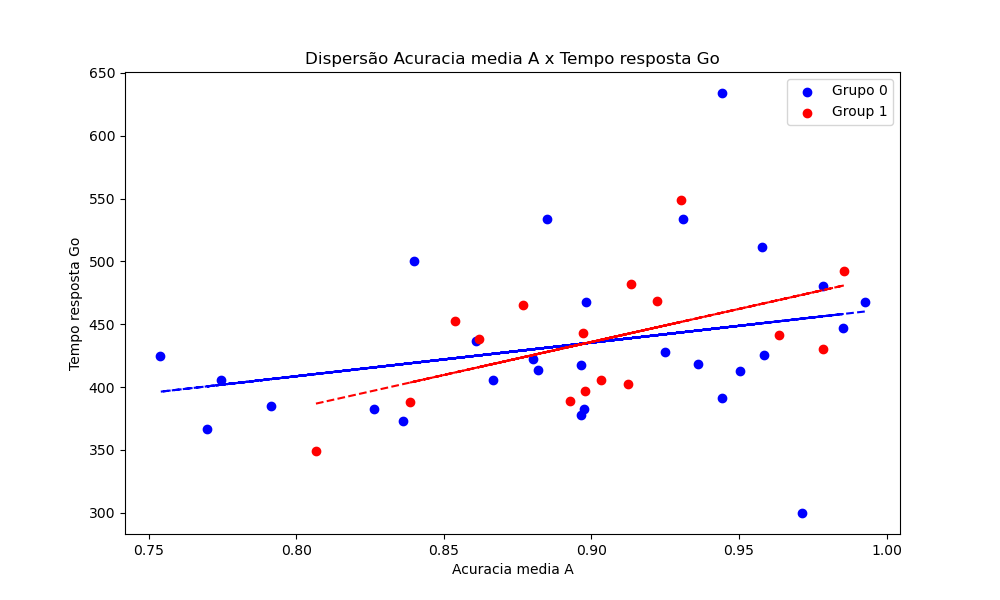 Dispersão Acuracia media A x Tempo resposta Go
Grupo 0
Group 1
Tempo resposta Go
650
600
550
500
450
400
350
300
0.75 0.80 0.85 0.90 0.95 1.00
Acuracia media A